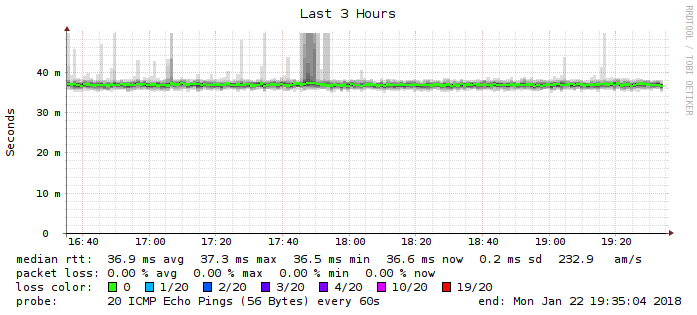 Last 3 Hours
RRDTOOL / TOBI OETIKER
Seconds
40 m
30 m
20 m
10 m
0
16:40 17:00 17:20 17:40 18:00 18:20 18:40 19:00 19:20
median rtt: 36.9 ms avg 37.3 ms max 36.5 ms min 36.6 ms now 0.2 ms sd 232.9 am/s
packet loss: 0.00 % avg 0.00 % max 0.00 % min 0.00 % now
loss color: 0 1/20 2/20 3/20 4/20 10/20 19/20
probe: 20 ICMP Echo Pings (56 Bytes) every 60s end: Mon Jan 22 19:35:04 2018